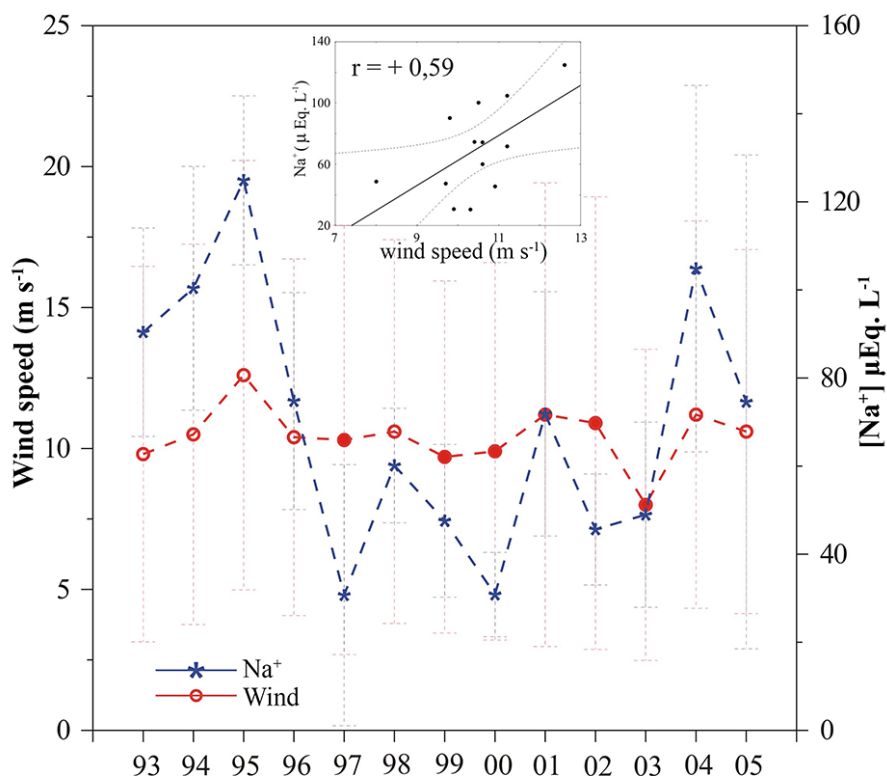 25
20
15
10
5
0
Wind speed (m s⁻¹)
160
120
80
40
0
[Na⁺] µEq. L⁻¹
r = + 0,59
140
100
60
20
Na⁺ ( µ Eq. L⁻¹)
7 9 11 13
wind speed (m s⁻¹)
Na⁺
Wind
93 94 95 96 97 98 99 00 01 02 03 04 05